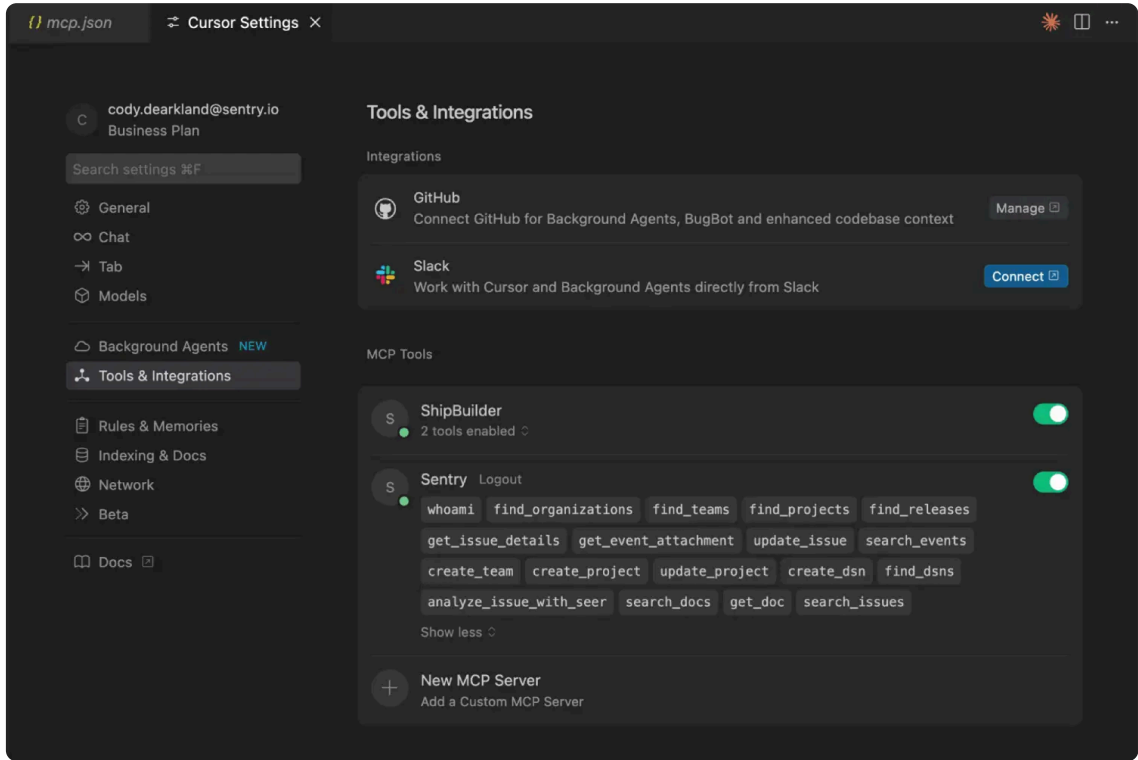 {} mcp.json
Cursor Settings
C
cody.dearkland@sentry.io
Business Plan
Search settings ⌘F
General
Chat
Tab
Models
Background Agents NEW
Tools & Integrations
Rules & Memories
Indexing & Docs
Network
Beta
Docs
Tools & Integrations
Integrations
GitHub
Connect GitHub for Background Agents, BugBot and enhanced codebase context
Manage
Slack
Work with Cursor and Background Agents directly from Slack
Connect
MCP Tools
S
ShipBuilder
2 tools enabled
S
Sentry Logout
whoami find_organizations find_teams find_projects find_releases
get_issue_details get_event_attachment update_issue search_events
create_team create_project update_project create_dsn find_dsns
analyze_issue_with_seer search_docs get_doc search_issues
Show less
New MCP Server
Add a Custom MCP Server